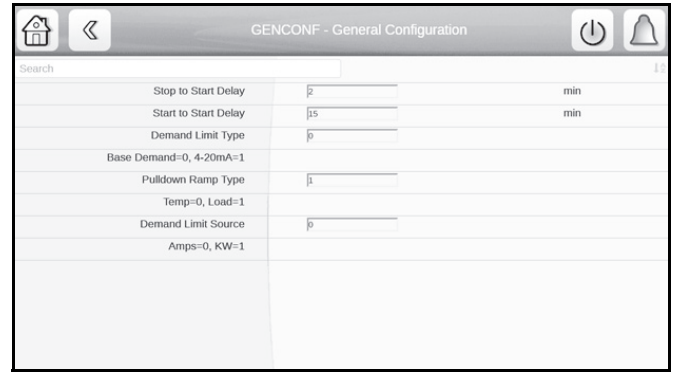 GENCONF - General Configuration
Search
Stop to Start Delay 2 min
Start to Start Delay 15 min
Demand Limit Type 0
Base Demand=0, 4-20mA=1
Pulldown Ramp Type 1
Temp=0, Load=1
Demand Limit Source 0
Amps=0, KW=1